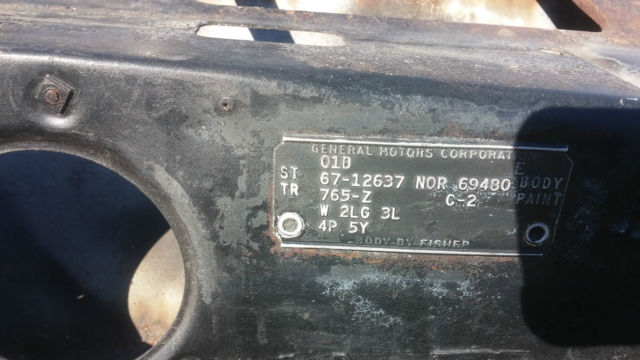 GENERAL MOTORS CORPORATION
01B E
ST 67-12637 NOR 69480 BODY
TR 765-Z C-2 PAINT
W 2LG 3L
4P 5Y
BODY BY FISHER